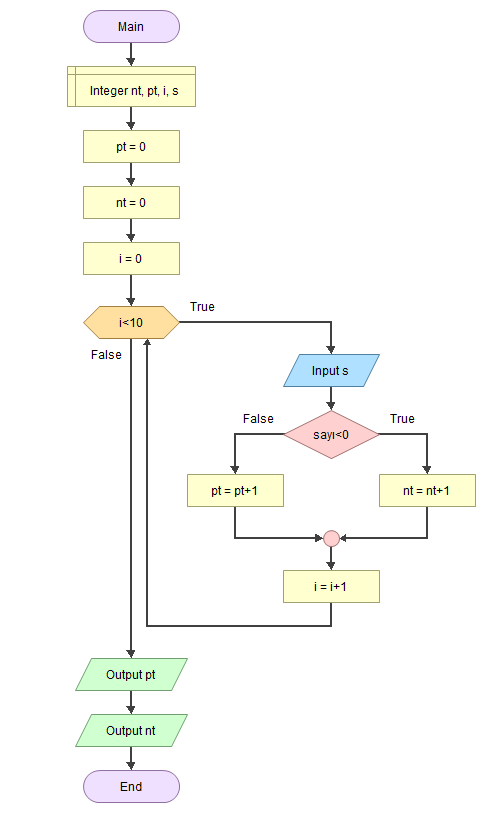 Main
Integer nt, pt, i, s
pt = 0
nt = 0
i = 0
i<10
True
False
Input s
sayı<0
False
True
pt = pt+1
nt = nt+1
i = i+1
Output pt
Output nt
End